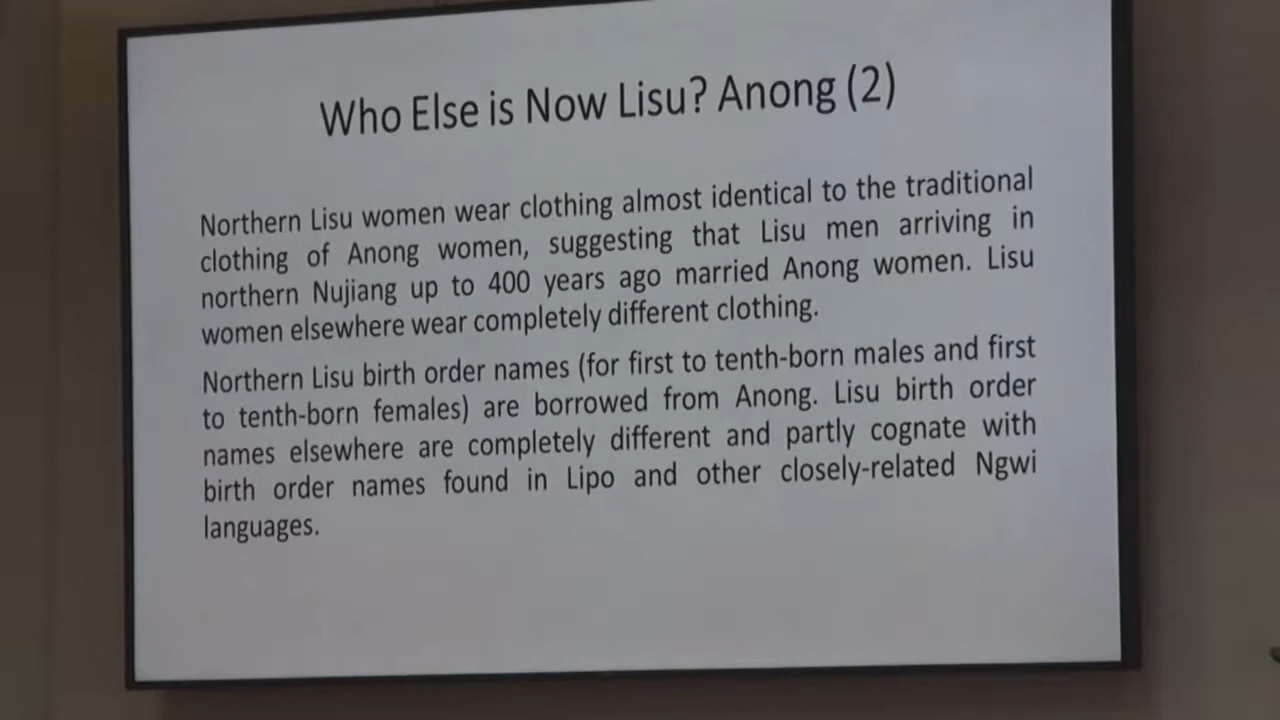 Who Else is Now Lisu? Anong (2)
Northern Lisu women wear clothing almost identical to the traditional
clothing of Anong women, suggesting that Lisu men arriving in
northern Nujiang up to 400 years ago married Anong women. Lisu
women elsewhere wear completely different clothing.
Northern Lisu birth order names (for first to tenth-born males and first
to tenth-born females) are borrowed from Anong. Lisu birth order
names elsewhere are completely different and partly cognate with
birth order names found in Lipo and other closely-related Ngwi
languages.